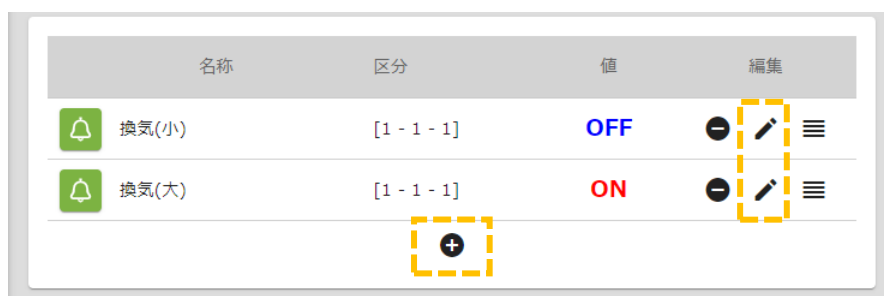 名称 区分 値 編集
換気(小) [1 - 1 - 1] OFF
換気(大) [1 - 1 - 1] ON